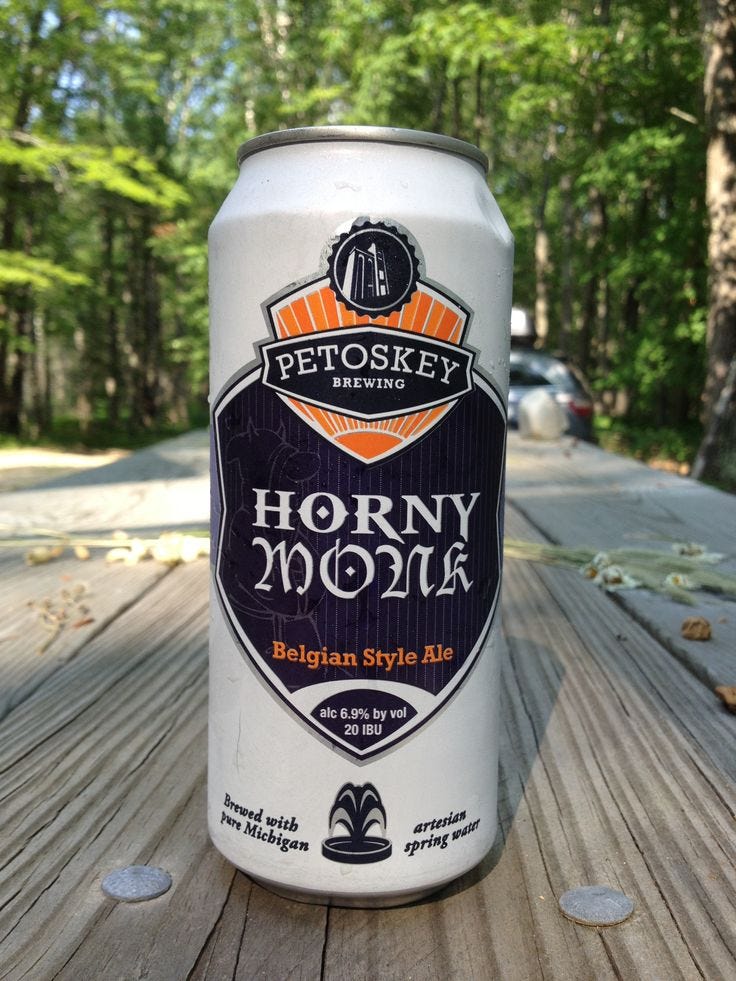 PETOSKEY
BREWING
HORNY
MONK
Belgian Style Ale
alc 6.9% by vol
20 IBU
Brewed with
pure Michigan
artesian
spring water